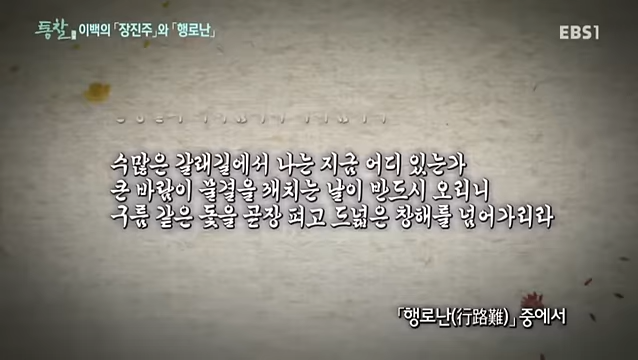 통찰 이백의 「장진주」와 「행로난」
EBS1
수많은 갈래길에서 나는 지금 어디 있는가
큰 바람이 물결을 헤치는 날이 반드시 오리니
구름 같은 돛을 곧장 펴고 드넓은 창해를 넘어가리라
「행로난(行路難)」 중에서